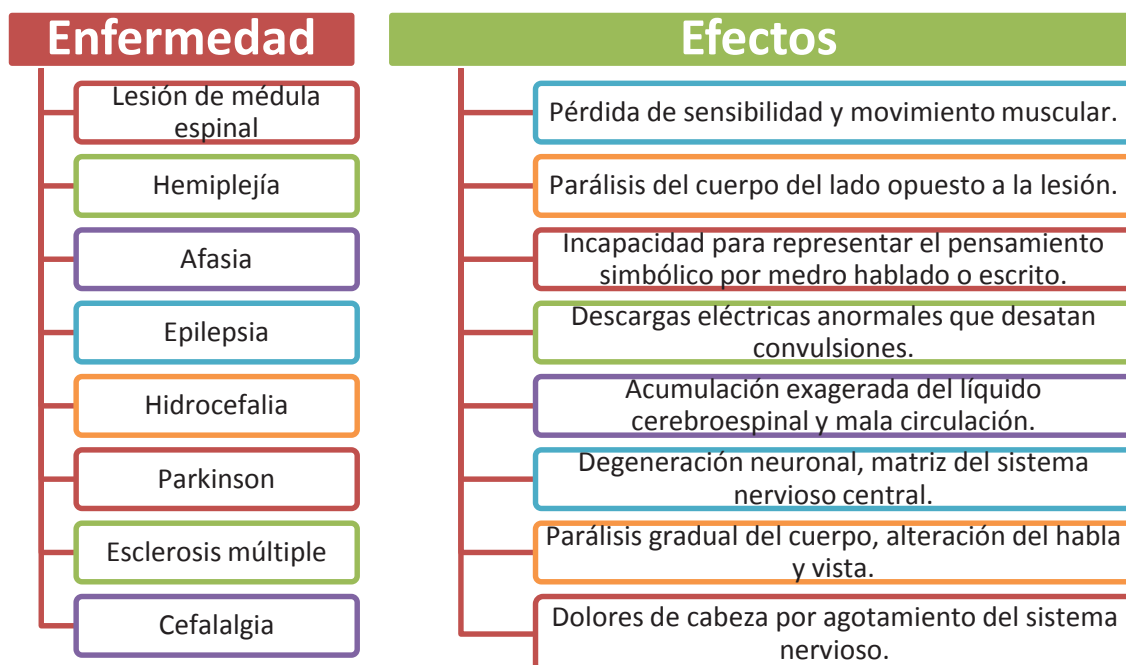 Enfermedad
Lesión de médula
espinal
Hemiplejía
Afasia
Epilepsia
Hidrocefalia
Parkinson
Esclerosis múltiple
Cefalalgia
Efectos
Pérdida de sensibilidad y movimiento muscular.
Parálisis del cuerpo del lado opuesto a la lesión.
Incapacidad para representar el pensamiento
simbólico por medro hablado o escrito.
Descargas eléctricas anormales que desatan
convulsiones.
Acumulación exagerada del líquido
cerebroespinal y mala circulación.
Degeneración neuronal, matriz del sistema
nervioso central.
Parálisis gradual del cuerpo, alteración del habla
y vista.
Dolores de cabeza por agotamiento del sistema
nervioso.